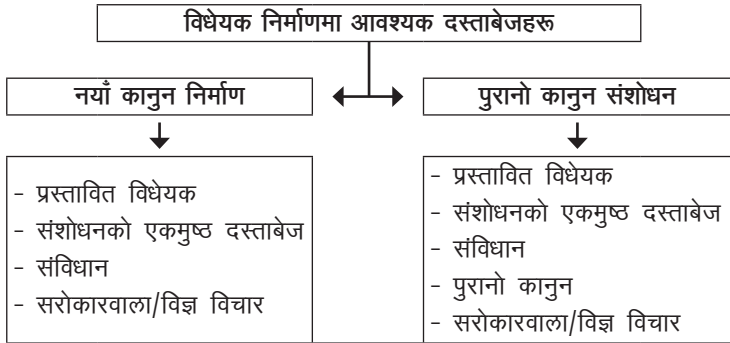 विधेयक निर्माणमा आवश्यक दस्ताबेजहरू
नयाँ कानुन निर्माण
पुरानो कानुन संशोधन
- प्रस्तावित विधेयक
- संशोधनको एकमुष्ठ दस्ताबेज
- संविधान
- सरोकारवाला/विज्ञ विचार
- प्रस्तावित विधेयक
- संशोधनको एकमुष्ठ दस्ताबेज
- संविधान
- पुरानो कानुन
- सरोकारवाला/विज्ञ विचार